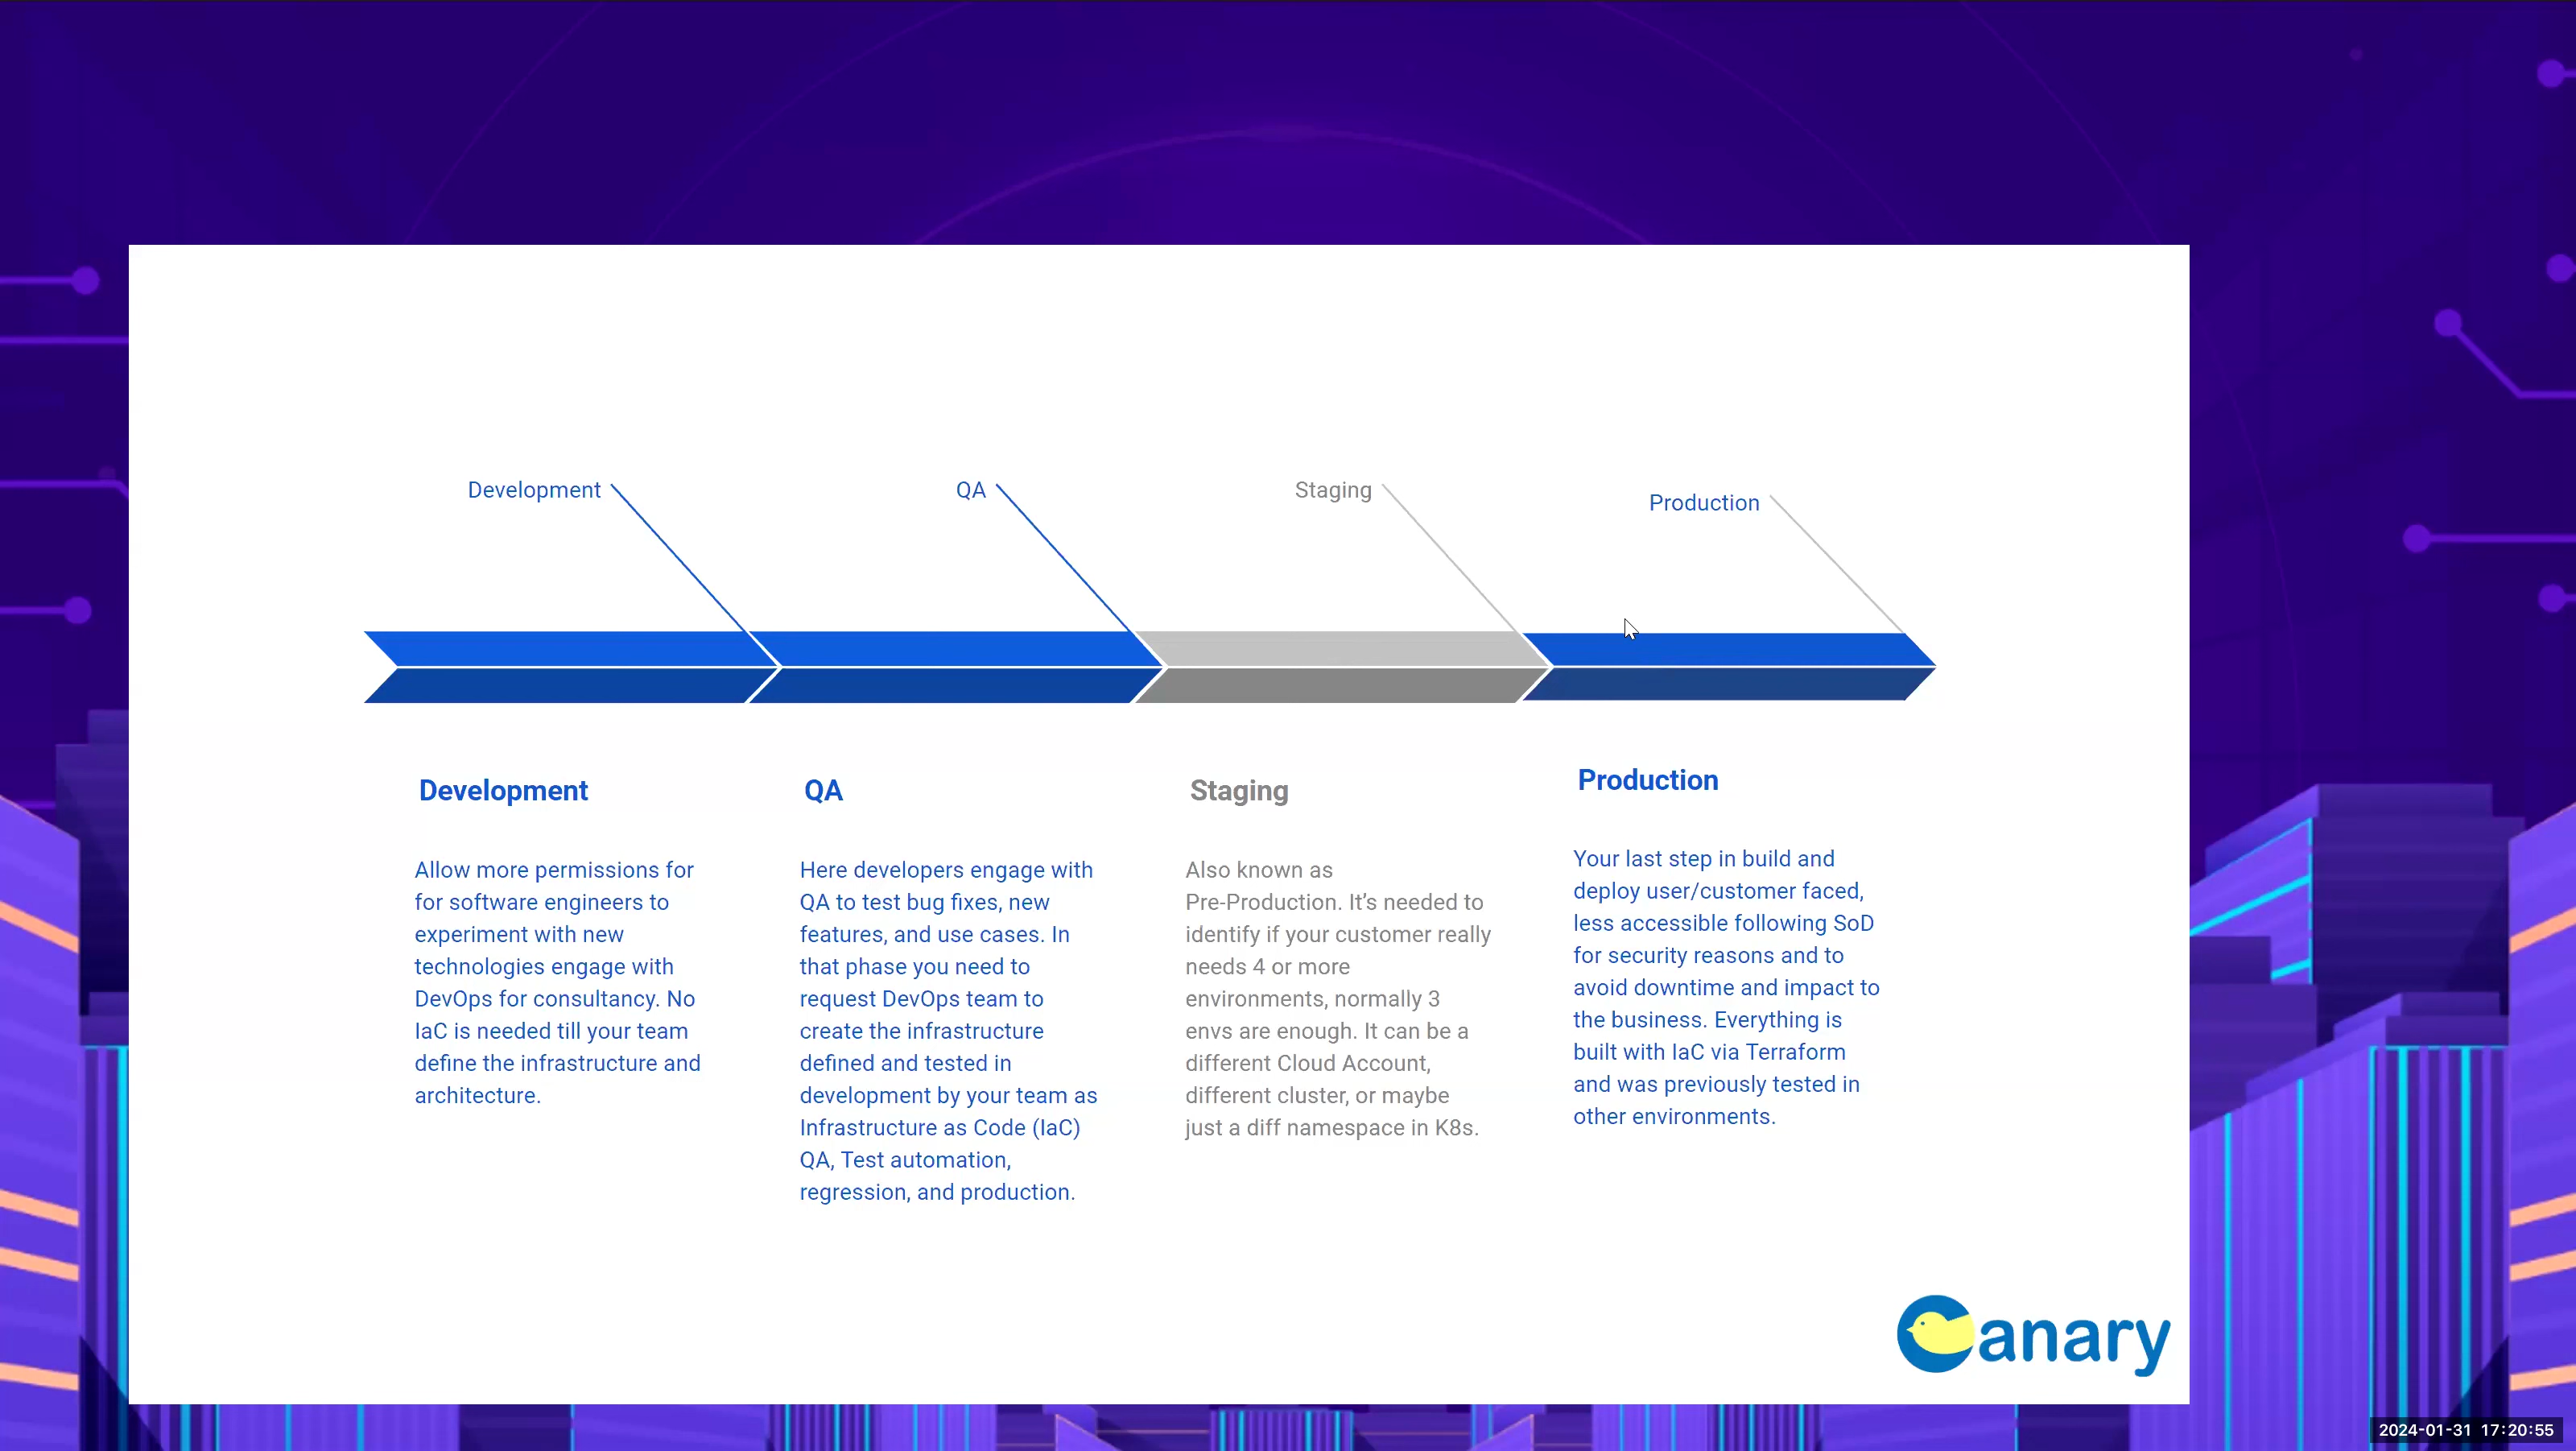 Development
QA
Staging
Production
Development
Allow more permissions for
for software engineers to
experiment with new
technologies engage with
DevOps for consultancy. No
IaC is needed till your team
define the infrastructure and
architecture.
QA
Here developers engage with
QA to test bug fixes, new
features, and use cases. In
that phase you need to
request DevOps team to
create the infrastructure
defined and tested in
development by your team as
Infrastructure as Code (IaC)
QA, Test automation,
regression, and production.
Staging
Also known as
Pre-Production. It’s needed to
identify if your customer really
needs 4 or more
environments, normally 3
envs are enough. It can be a
different Cloud Account,
different cluster, or maybe
just a diff namespace in K8s.
Production
Your last step in build and
deploy user/customer faced,
less accessible following SoD
for security reasons and to
avoid downtime and impact to
the business. Everything is
built with IaC via Terraform
and was previously tested in
other environments.
Canary
2024-01-31 17:20:55